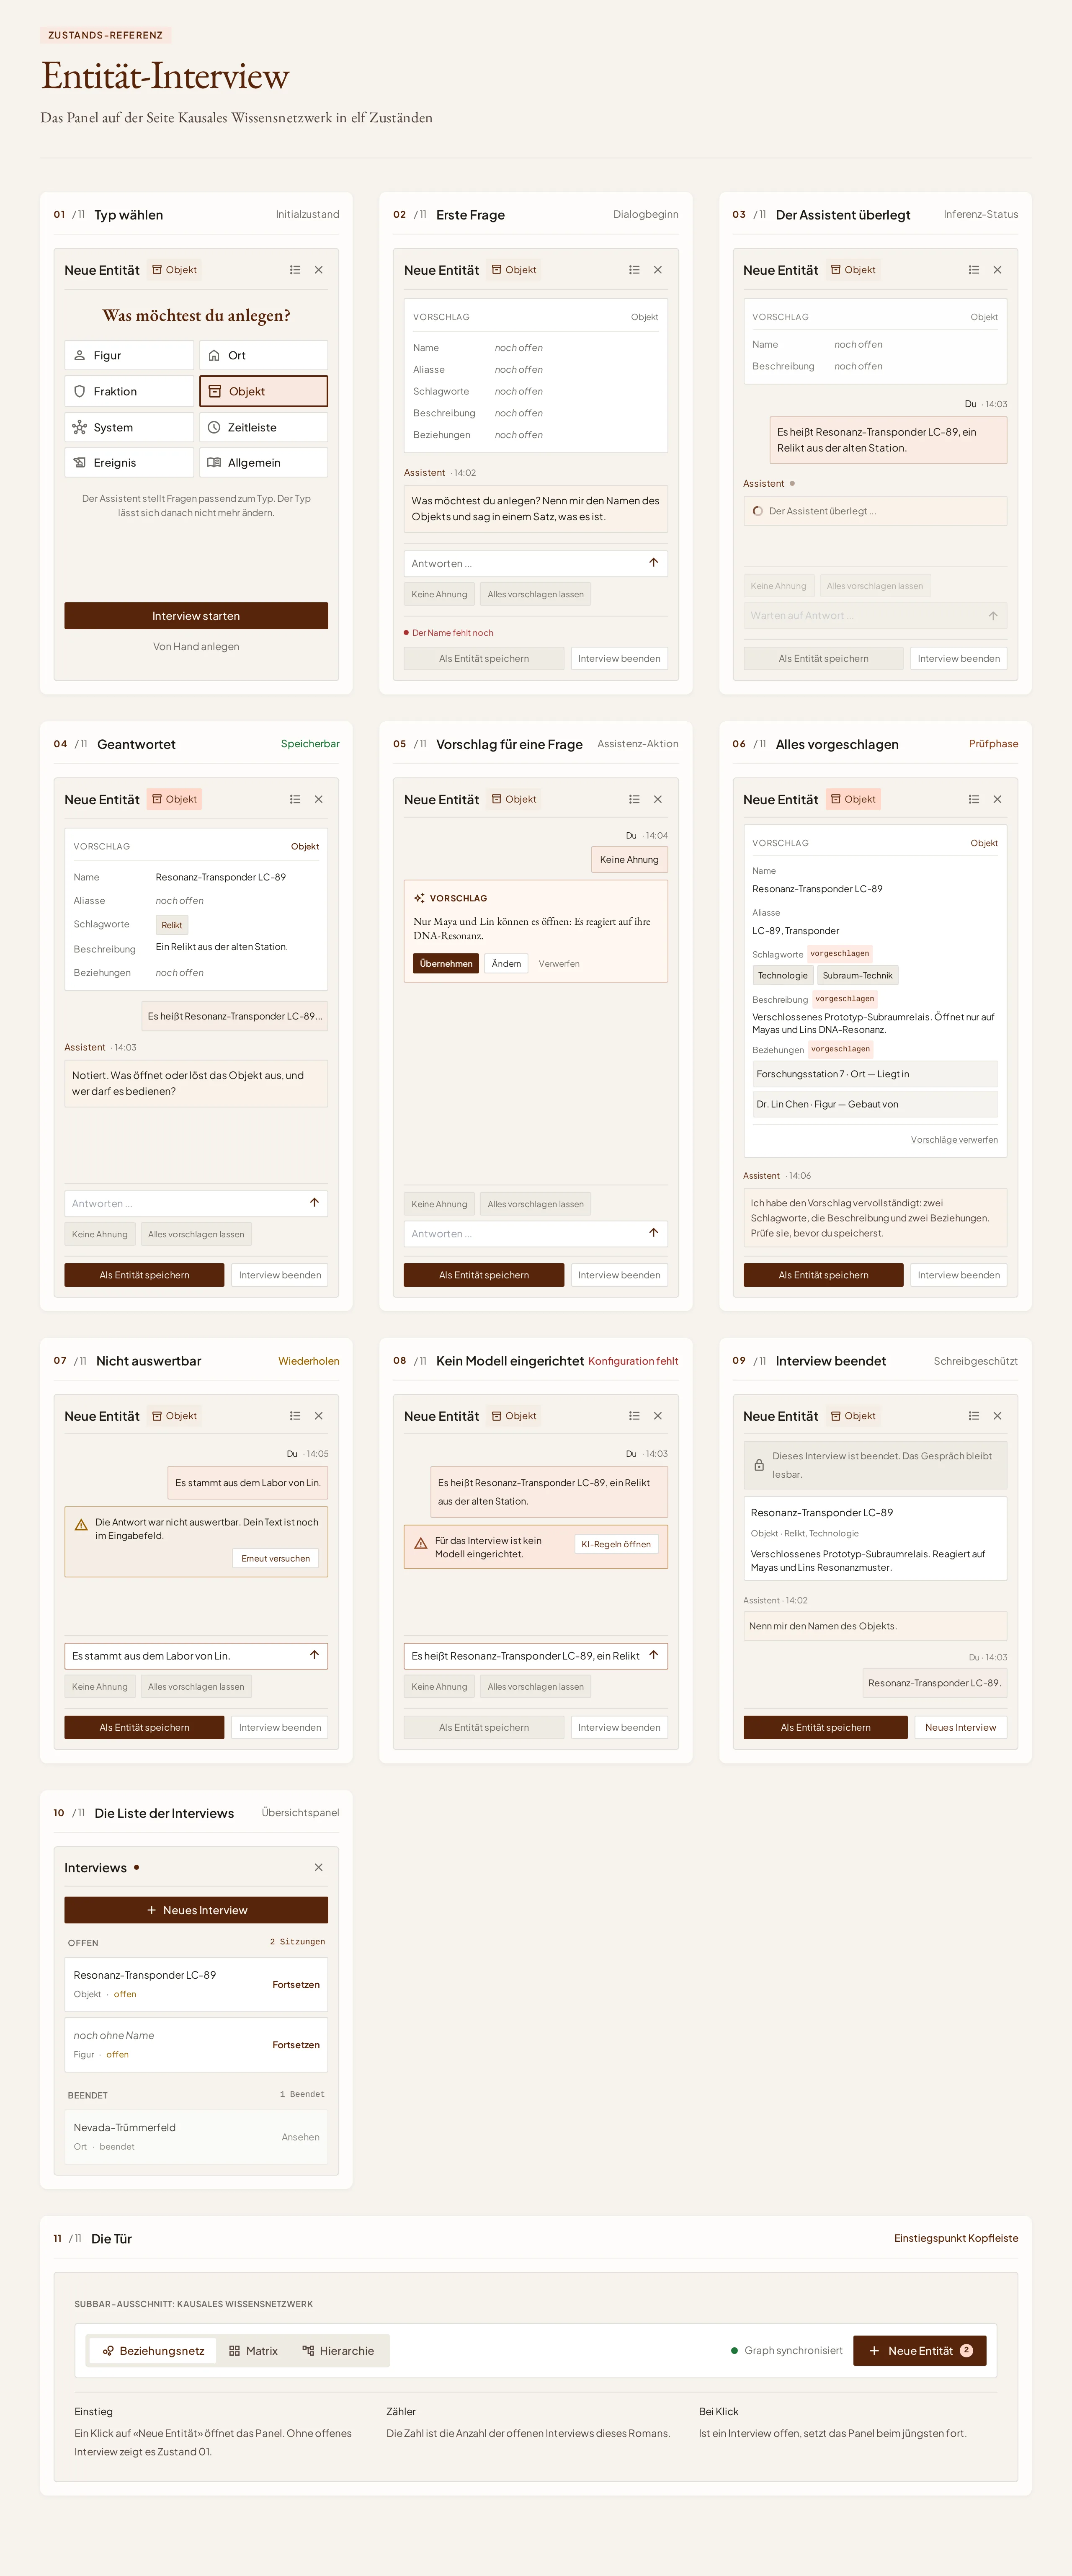 ZUSTANDS-REFERENZ
Entität-Interview
Das Panel auf der Seite Kausales Wissensnetzwerk in elf Zuständen
01 / 11 Typ wählen Initialzustand
Neue Entität Objekt
Was möchtest du anlegen?
Figur
Ort
Fraktion
Objekt
System
Zeitleiste
Ereignis
Allgemein
Der Assistent stellt Fragen passend zum Typ. Der Typ
lässt sich danach nicht mehr ändern.
Interview starten
Von Hand anlegen
02 / 11 Erste Frage Dialogbeginn
Neue Entität Objekt
VORSCHLAG Objekt
Name noch offen
Aliasse noch offen
Schlagworte noch offen
Beschreibung noch offen
Beziehungen noch offen
Assistent · 14:02
Was möchtest du anlegen? Nenn mir den Namen des
Objekts und sag in einem Satz, was es ist.
Antworten ...
Keine Ahnung
Alles vorschlagen lassen
Der Name fehlt noch
Als Entität speichern
Interview beenden
03 / 11 Der Assistent überlegt Inferenz-Status
Neue Entität Objekt
VORSCHLAG Objekt
Name noch offen
Beschreibung noch offen
Du · 14:03
Es heißt Resonanz-Transponder LC-89, ein
Relikt aus der alten Station.
Assistent
Der Assistent überlegt ...
Keine Ahnung
Alles vorschlagen lassen
Warten auf Antwort ...
Als Entität speichern
Interview beenden
04 / 11 Geantwortet Speicherbar
Neue Entität Objekt
VORSCHLAG Objekt
Name Resonanz-Transponder LC-89
Aliasse noch offen
Schlagworte Relikt
Beschreibung Ein Relikt aus der alten Station.
Beziehungen noch offen
Es heißt Resonanz-Transponder LC-89...
Assistent · 14:03
Notiert. Was öffnet oder löst das Objekt aus, und
wer darf es bedienen?
Antworten ...
Keine Ahnung
Alles vorschlagen lassen
Als Entität speichern
Interview beenden
05 / 11 Vorschlag für eine Frage Assistenz-Aktion
Neue Entität Objekt
Du · 14:04
Keine Ahnung
VORSCHLAG
Nur Maya und Lin können es öffnen: Es reagiert auf ihre
DNA-Resonanz.
Übernehmen
Ändern
Verwerfen
Keine Ahnung
Alles vorschlagen lassen
Antworten ...
Als Entität speichern
Interview beenden
06 / 11 Alles vorgeschlagen Prüfphase
Neue Entität Objekt
VORSCHLAG Objekt
Name
Resonanz-Transponder LC-89
Aliasse
LC-89, Transponder
Schlagworte vorgeschlagen
Technologie
Subraum-Technik
Beschreibung vorgeschlagen
Verschlossenes Prototyp-Subraumrelais. Öffnet nur auf
Mayas und Lins DNA-Resonanz.
Beziehungen vorgeschlagen
Forschungsstation 7 · Ort — Liegt in
Dr. Lin Chen · Figur — Gebaut von
Vorschläge verwerfen
Assistent · 14:06
Ich habe den Vorschlag vervollständigt: zwei
Schlagworte, die Beschreibung und zwei Beziehungen.
Prüfe sie, bevor du speicherst.
Als Entität speichern
Interview beenden
07 / 11 Nicht auswertbar Wiederholen
Neue Entität Objekt
Du · 14:05
Es stammt aus dem Labor von Lin.
Die Antwort war nicht auswertbar. Dein Text ist noch
im Eingabefeld.
Erneut versuchen
Es stammt aus dem Labor von Lin.
Keine Ahnung
Alles vorschlagen lassen
Als Entität speichern
Interview beenden
08 / 11 Kein Modell eingerichtet Konfiguration fehlt
Neue Entität Objekt
Du · 14:03
Es heißt Resonanz-Transponder LC-89, ein Relikt
aus der alten Station.
Für das Interview ist kein
Modell eingerichtet.
KI-Regeln öffnen
Es heißt Resonanz-Transponder LC-89, ein Relikt
Keine Ahnung
Alles vorschlagen lassen
Als Entität speichern
Interview beenden
09 / 11 Interview beendet Schreibgeschützt
Neue Entität Objekt
Dieses Interview ist beendet. Das Gespräch bleibt
lesbar.
Resonanz-Transponder LC-89
Objekt · Relikt, Technologie
Verschlossenes Prototyp-Subraumrelais. Reagiert auf
Mayas und Lins Resonanzmuster.
Assistent · 14:02
Nenn mir den Namen des Objekts.
Du · 14:03
Resonanz-Transponder LC-89.
Als Entität speichern
Neues Interview
10 / 11 Die Liste der Interviews Übersichtspanel
Interviews
Neues Interview
OFFEN 2 Sitzungen
Resonanz-Transponder LC-89
Objekt · offen
Fortsetzen
noch ohne Name
Figur · offen
Fortsetzen
BEENDET 1 Beendet
Nevada-Trümmerfeld
Ort · beendet
Ansehen
11 / 11 Die Tür Einstiegspunkt Kopfleiste
SUBBAR-AUSSCHNITT: KAUSALES WISSENSNETZWERK
Beziehungsnetz
Matrix
Hierarchie
Graph synchronisiert
Neue Entität 2
Einstieg
Ein Klick auf «Neue Entität» öffnet das Panel. Ohne offenes
Interview zeigt es Zustand 01.
Zähler
Die Zahl ist die Anzahl der offenen Interviews dieses Romans.
Bei Klick
Ist ein Interview offen, setzt das Panel beim jüngsten fort.